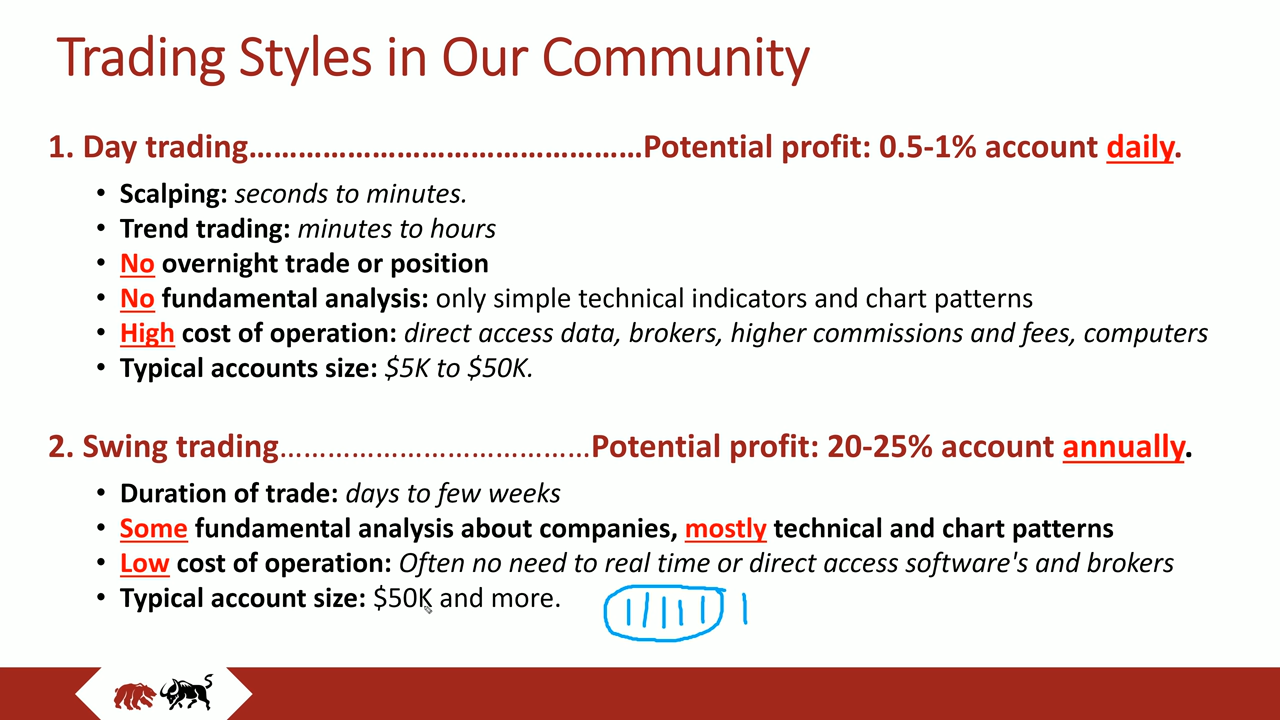 Trading Styles in Our Community
1. Day trading…………………………………………Potential profit: 0.5-1% account daily.
• Scalping: seconds to minutes.
• Trend trading: minutes to hours
• No overnight trade or position
• No fundamental analysis: only simple technical indicators and chart patterns
• High cost of operation: direct access data, brokers, higher commissions and fees, computers
• Typical accounts size: $5K to $50K.
2. Swing trading…………………………………Potential profit: 20-25% account annually.
• Duration of trade: days to few weeks
• Some fundamental analysis about companies, mostly technical and chart patterns
• Low cost of operation: Often no need to real time or direct access software's and brokers
• Typical account size: $50K and more.